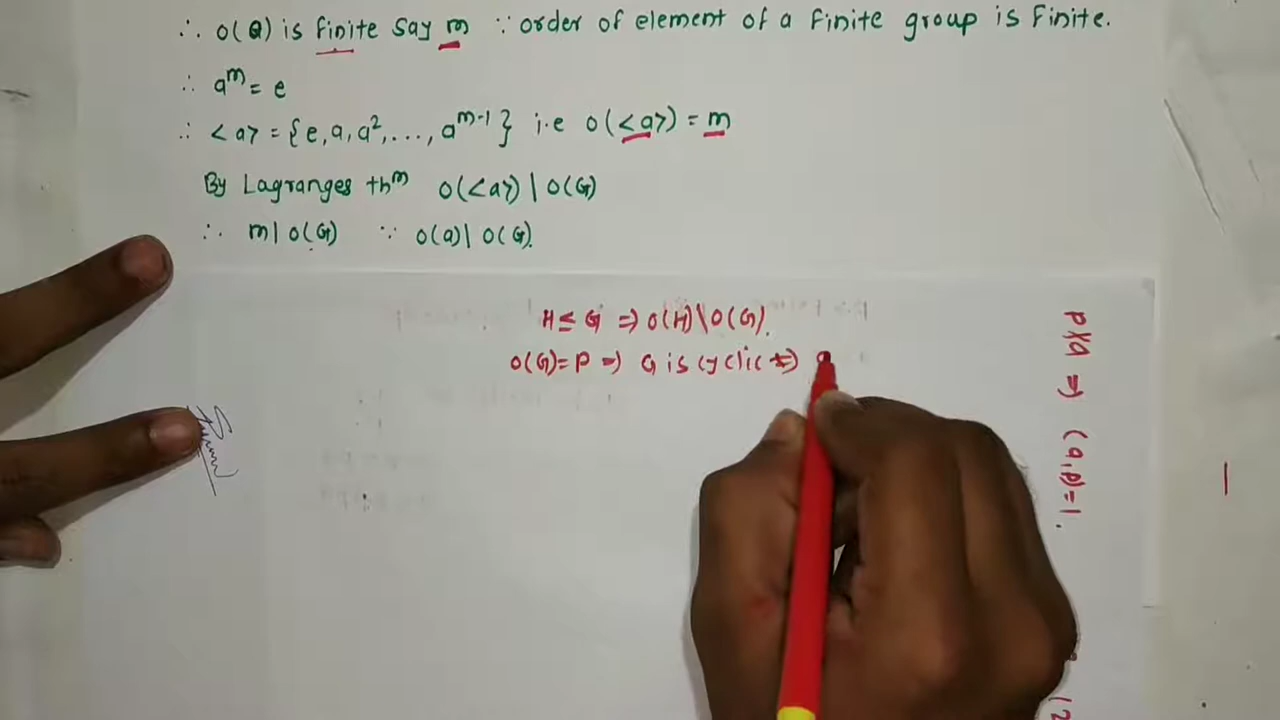 ∴ o(a) is finite say m ∵ order of element of a finite group is finite.
∴ a^m = e
∴ <a> = {e, a, a², ..., a^(m-1)} i.e o(<a>) = m
By Lagranges th^m o(<a>) | o(G)
∴ m | o(G) ∵ o(a) | o(G).
H ≤ G ⇒ o(H) \ o(G).
o(G) = P ⇒ G is cyclic ⇒
p∤a ⇒ (a,p)=1.